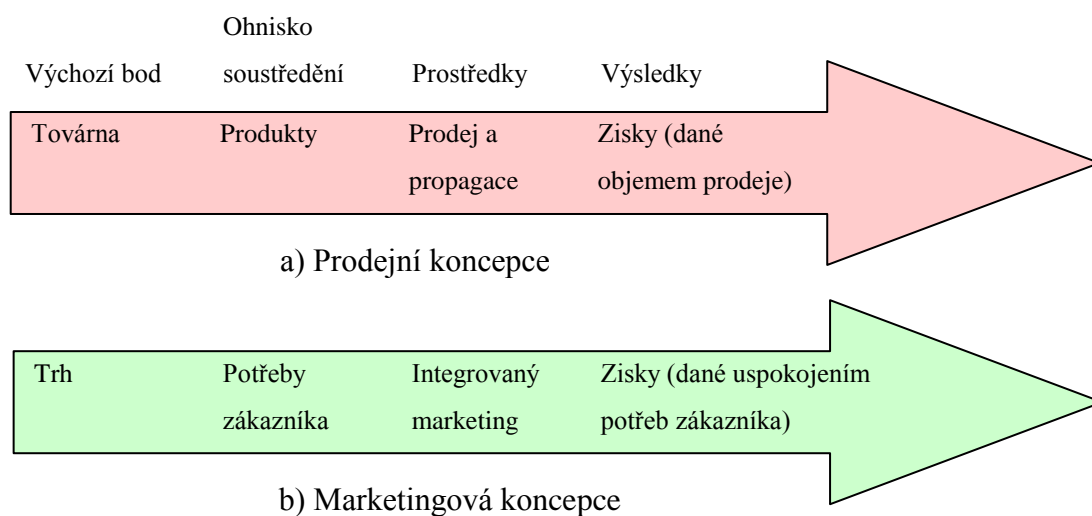 Ohnisko
Výchozí bod soustředění Prostředky Výsledky
Továrna Produkty Prodej a Zisky (dané
propagace objemem prodeje)
a) Prodejní koncepce
Trh Potřeby Integrovaný Zisky (dané uspokojením
zákazníka marketing potřeb zákazníka)
b) Marketingová koncepce